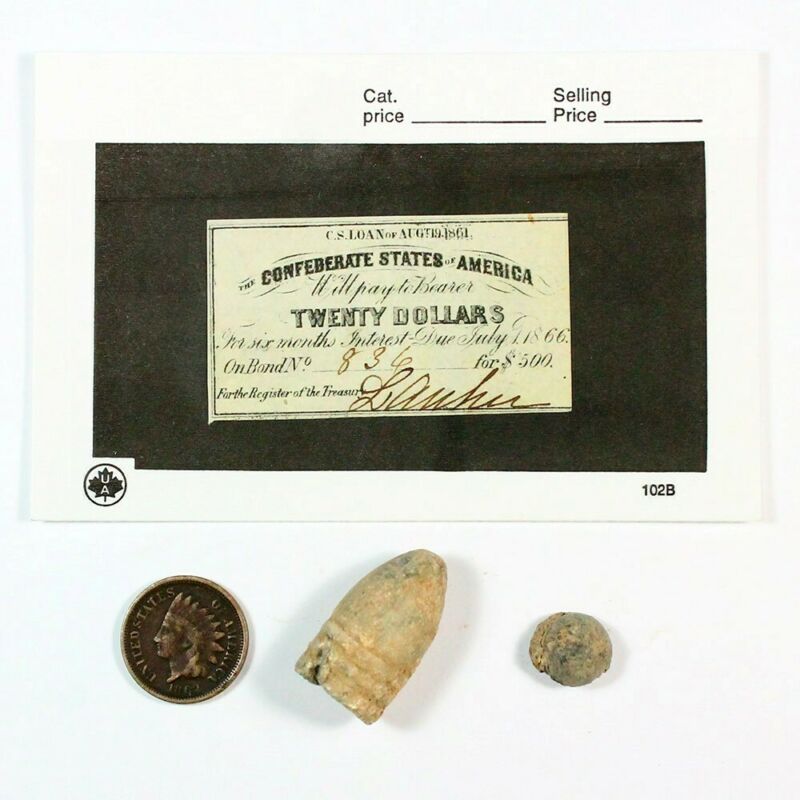 Cat.
price
Selling
Price
C.S. LOAN OF AUGT 19, 1861,
THE CONFEDERATE STATES OF AMERICA
Will pay to Bearer
TWENTY DOLLARS
For six months Interest Due July 1, 1866.
On Bond No 836 for $500.
For the Register of the Treasury
UA
102B
UNITED STATES OF AMERICA
1862